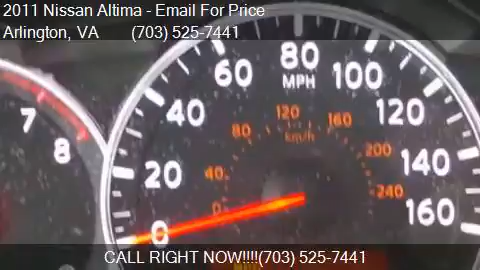 2011 Nissan Altima - Email For Price
Arlington, VA (703) 525-7441
80
MPH
60 100
40 120
20 140
0 160
120
km/h
80 160
40 200
0 240
7
8
CALL RIGHT NOW!!!!(703) 525-7441